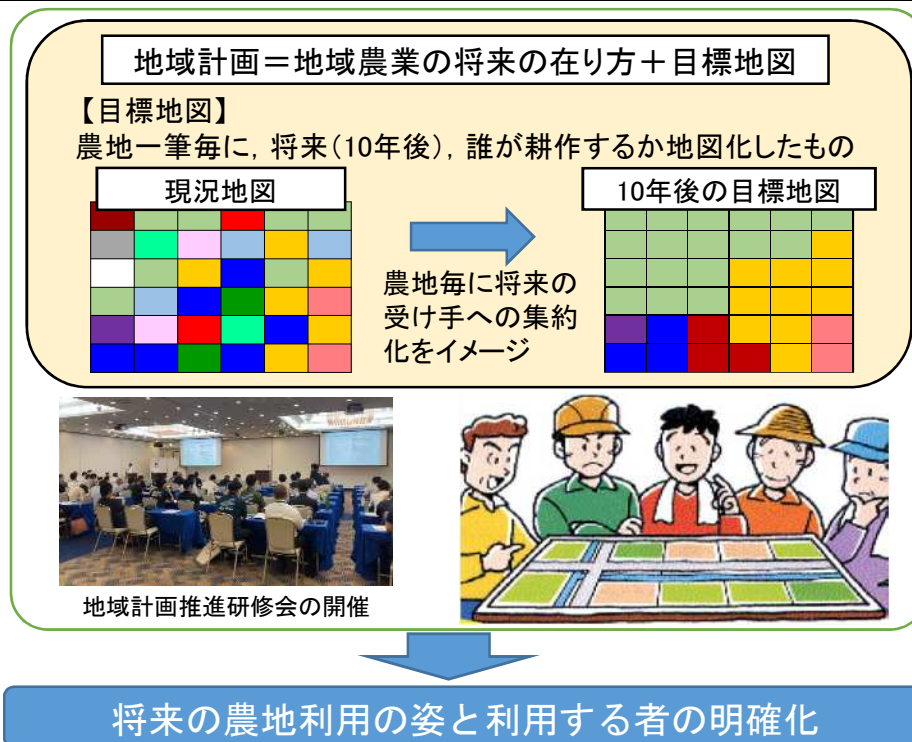 地域計画＝地域農業の将来の在り方＋目標地図
【目標地図】
農地一筆毎に，将来（10年後），誰が耕作するか地図化したもの
現況地図
10年後の目標地図
農地毎に将来の
受け手への集約
化をイメージ
地域計画推進研修会の開催
将来の農地利用の姿と利用する者の明確化